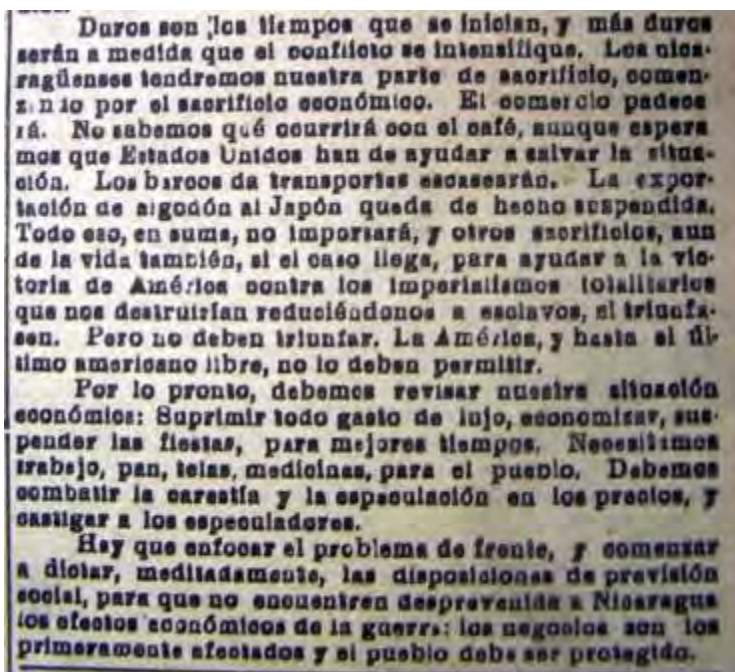 Duros son los tiempos que se inician, y más duros
serán a medida que el conflicto se intensifique. Los nica-
ragüenses tendremos nuestra parte de sacrificio, comen-
z n lo por el sacrificio económico. El comercio padece
rá. No sabemos qué ocurrirá con el café, aunque espera
mos que Estados Unidos han de ayudar a salvar la situa-
ción. Los barcos de transportes escasearán. La expor-
tación de algodón al Japón queda de hecho suspendida.
Todo eso, en suma, no importará, y otros sacrificios, aun
de la vida también, si el caso llega, para ayudar a la vic-
toria de América contra los imperialismos totalitarios
que nos destruirían reduciéndonos a esclavos, si triunfa-
sen. Pero no deben triunfar. La América, y hasta el úl-
timo americano libre, no lo deben permitir.
Por lo pronto, debemos revisar nuestra situación
económica: Suprimir todo gasto de lujo, economizar, sus-
pender las fiestas, para mejores tiempos. Necesitamos
trabajo, pan, telas, medicinas, para el pueblo. Debemos
combatir la carestía y la especulación en los precios, y
castigar a los especuladores.
Hay que enfocar el problema de frente, y comenzar
a dictar, meditadamente, las disposiciones de previsión
social, para que no encuentren desprevenida a Nicaragua
los efectos económicos de la guerra: los negocios son los
primeramente afectados y el pueblo debe ser protegido.